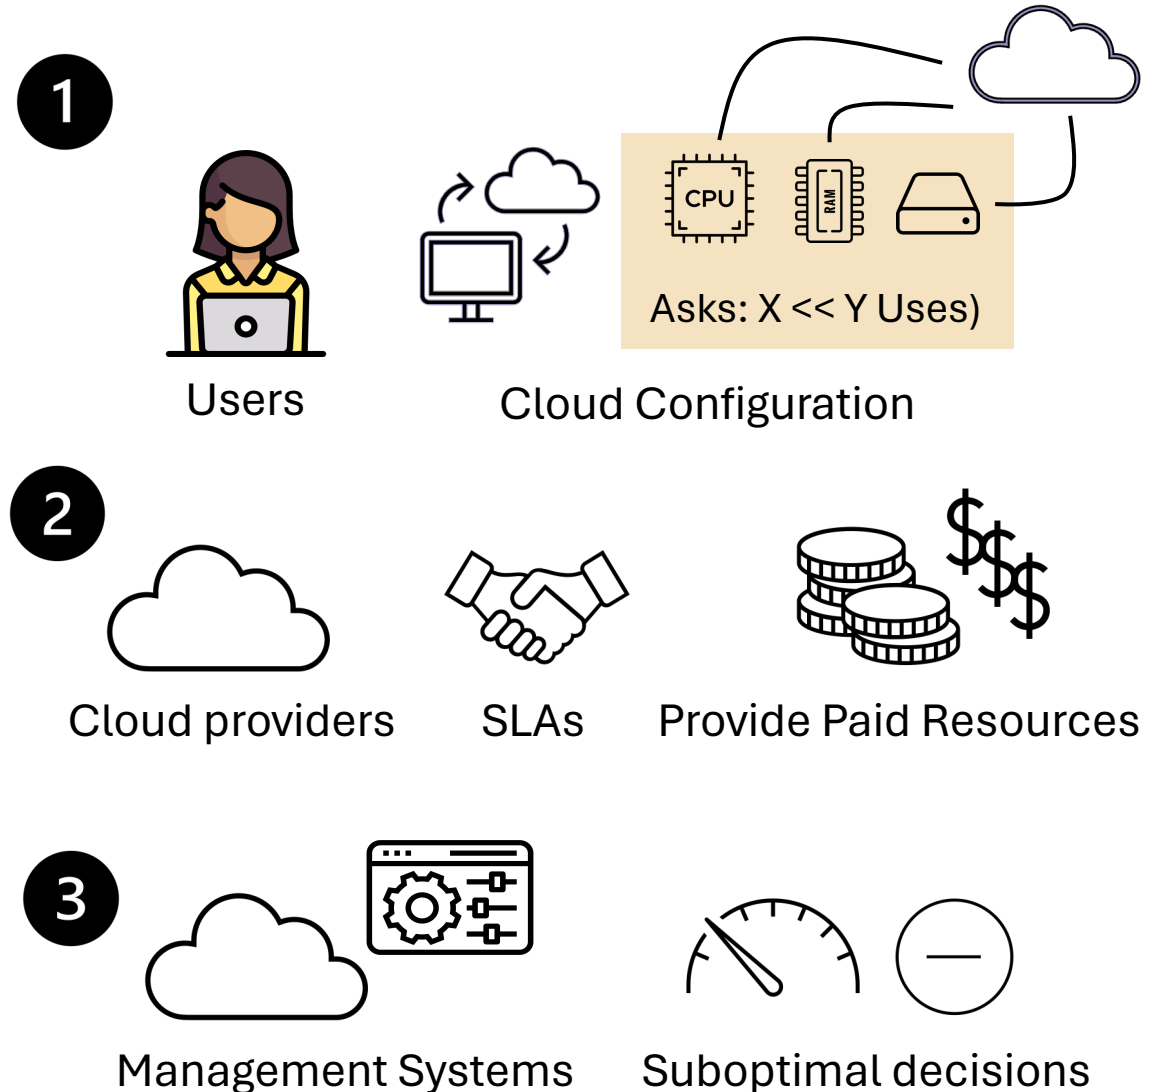 1
CPU
RAM
Asks: X << Y Uses)
Users
Cloud Configuration
2
$
$
$
Cloud providers
SLAs
Provide Paid Resources
3
Management Systems
Suboptimal decisions